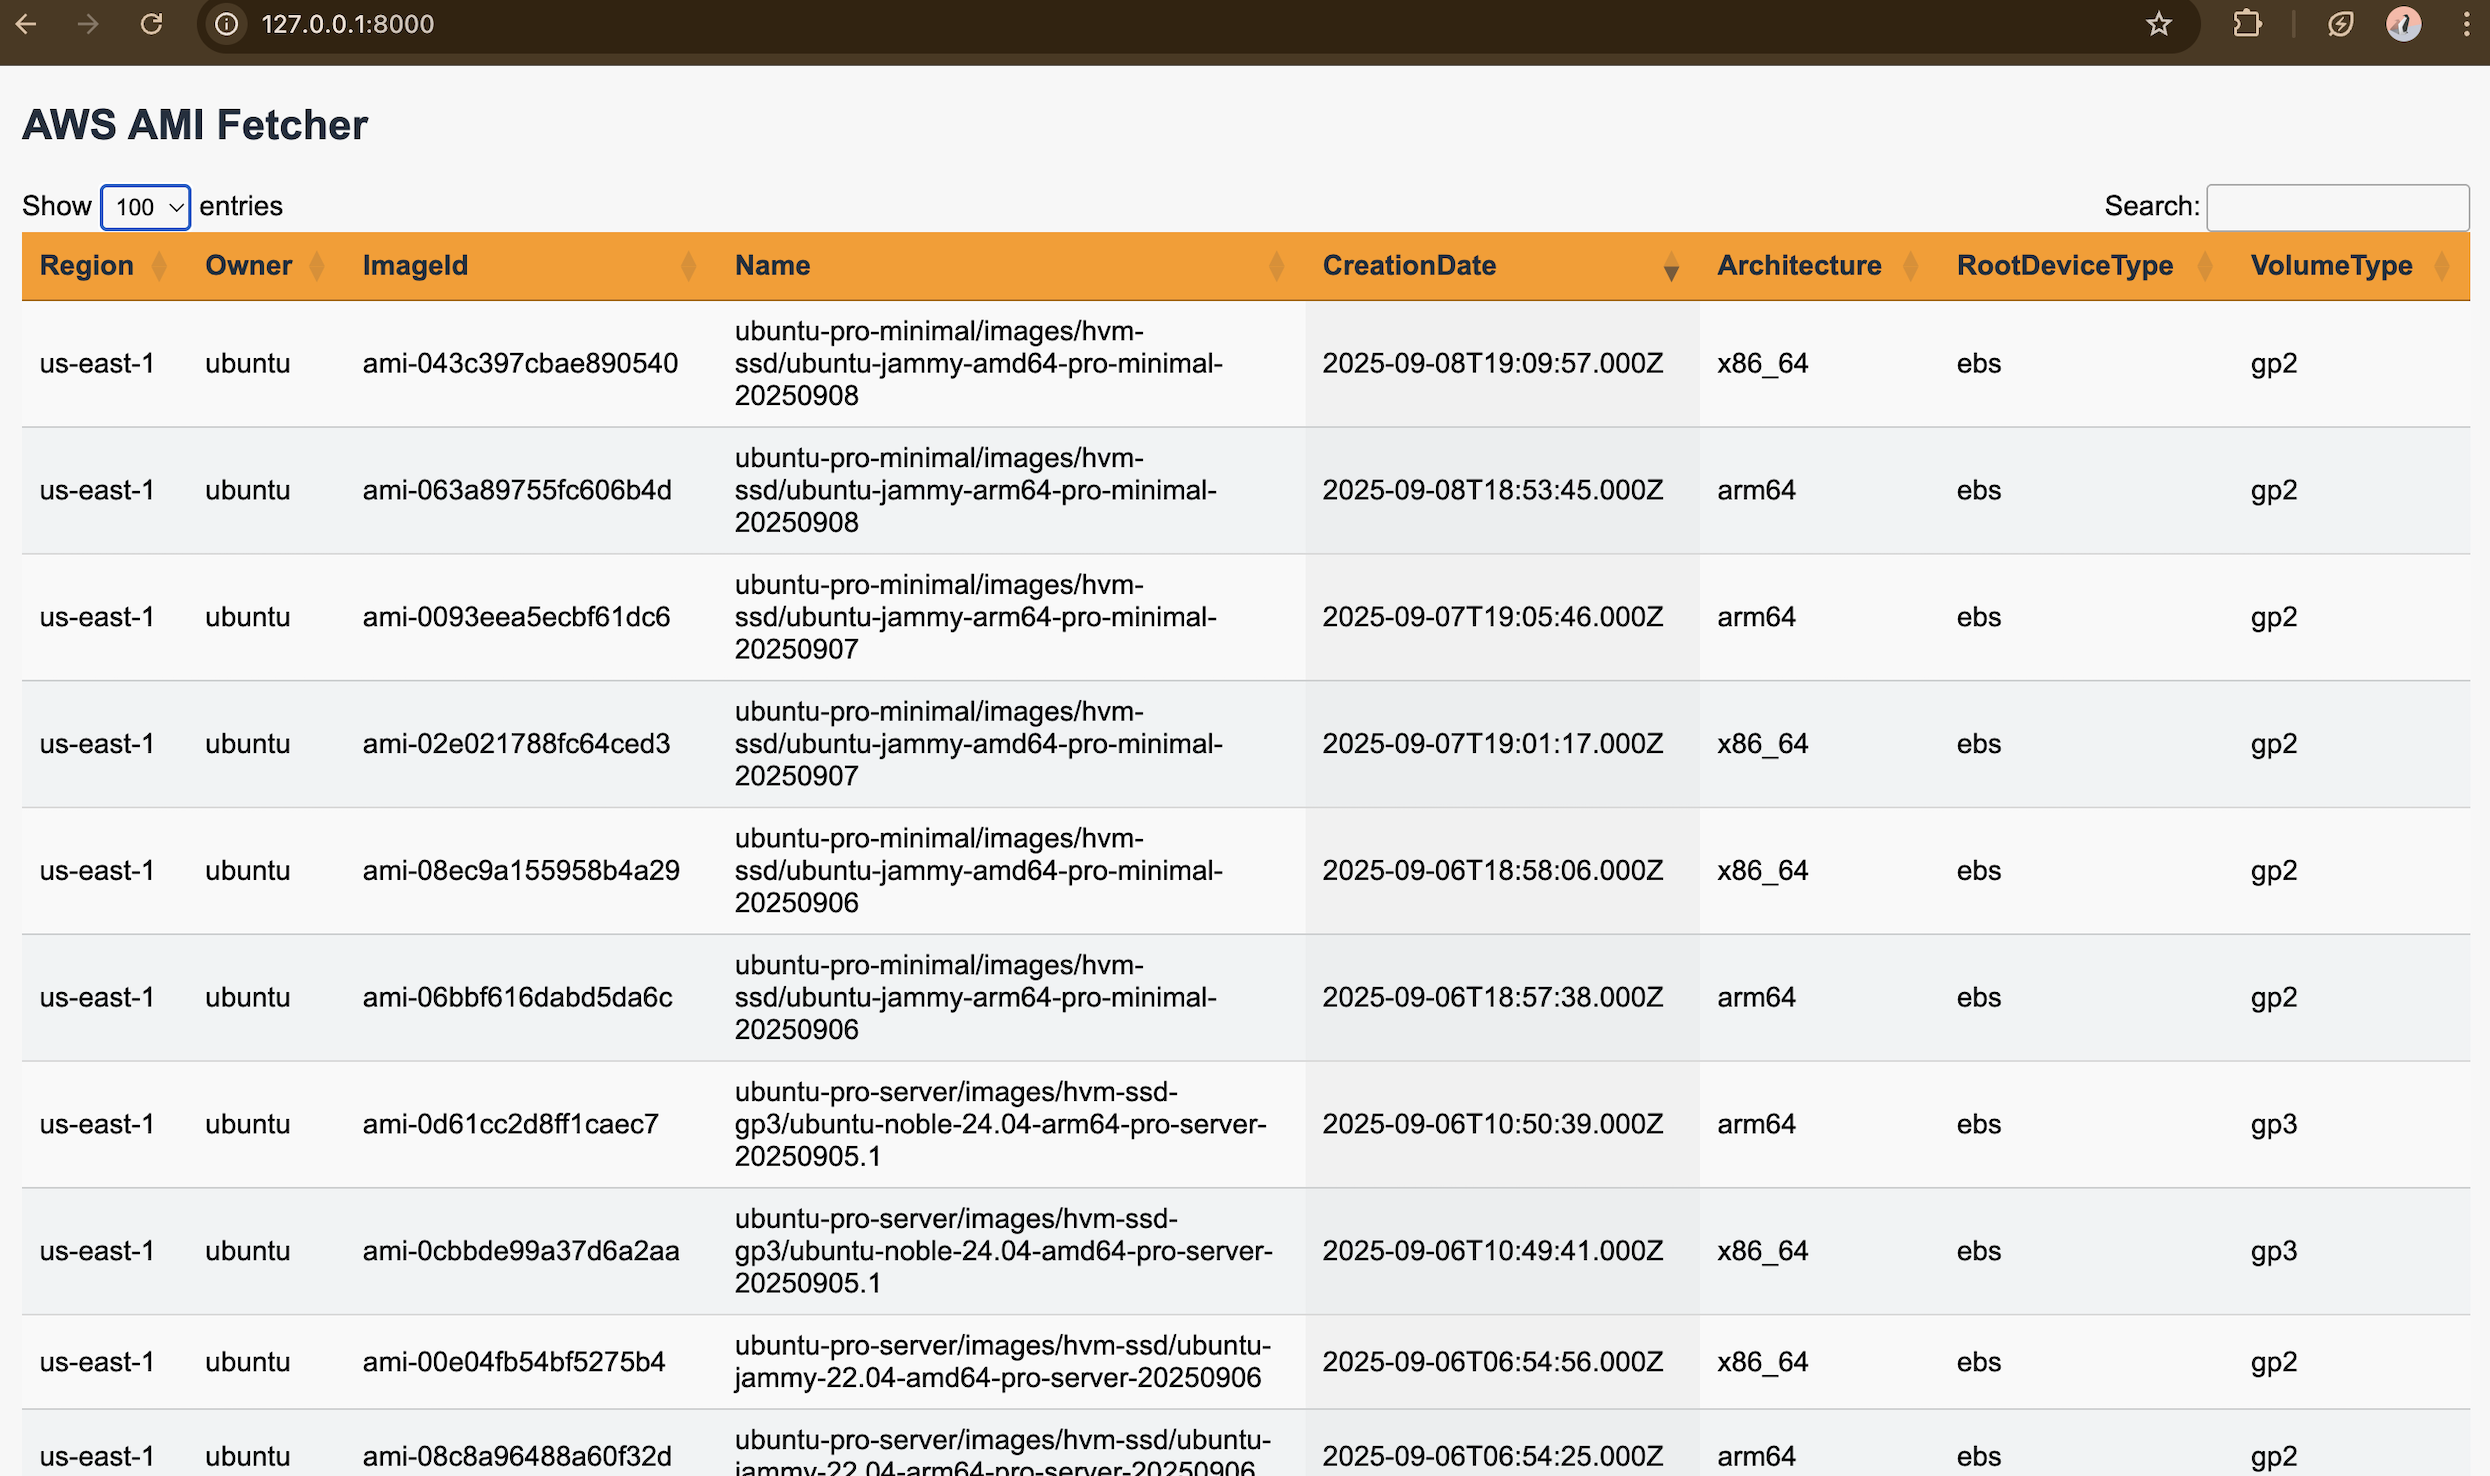 127.0.0.1:8000
AWS AMI Fetcher
Show 100 entries
Search:
Region Owner ImageId Name CreationDate Architecture RootDeviceType VolumeType
ubuntu-pro-minimal/images/hvm-
us-east-1 ubuntu ami-043c397cbae890540 ssd/ubuntu-jammy-amd64-pro-minimal- 2025-09-08T19:09:57.000Z x86_64 ebs gp2
20250908
ubuntu-pro-minimal/images/hvm-
us-east-1 ubuntu ami-063a89755fc606b4d ssd/ubuntu-jammy-arm64-pro-minimal- 2025-09-08T18:53:45.000Z arm64 ebs gp2
20250908
ubuntu-pro-minimal/images/hvm-
us-east-1 ubuntu ami-0093eea5ecbf61dc6 ssd/ubuntu-jammy-arm64-pro-minimal- 2025-09-07T19:05:46.000Z arm64 ebs gp2
20250907
ubuntu-pro-minimal/images/hvm-
us-east-1 ubuntu ami-02e021788fc64ced3 ssd/ubuntu-jammy-amd64-pro-minimal- 2025-09-07T19:01:17.000Z x86_64 ebs gp2
20250907
ubuntu-pro-minimal/images/hvm-
us-east-1 ubuntu ami-08ec9a155958b4a29 ssd/ubuntu-jammy-amd64-pro-minimal- 2025-09-06T18:58:06.000Z x86_64 ebs gp2
20250906
ubuntu-pro-minimal/images/hvm-
us-east-1 ubuntu ami-06bbf616dabd5da6c ssd/ubuntu-jammy-arm64-pro-minimal- 2025-09-06T18:57:38.000Z arm64 ebs gp2
20250906
ubuntu-pro-server/images/hvm-ssd-
us-east-1 ubuntu ami-0d61cc2d8ff1caec7 gp3/ubuntu-noble-24.04-arm64-pro-server- 2025-09-06T10:50:39.000Z arm64 ebs gp3
20250905.1
ubuntu-pro-server/images/hvm-ssd-
us-east-1 ubuntu ami-0cbbde99a37d6a2aa gp3/ubuntu-noble-24.04-amd64-pro-server- 2025-09-06T10:49:41.000Z x86_64 ebs gp3
20250905.1
ubuntu-pro-server/images/hvm-ssd/ubuntu-
us-east-1 ubuntu ami-00e04fb54bf5275b4 jammy-22.04-amd64-pro-server-20250906 2025-09-06T06:54:56.000Z x86_64 ebs gp2
ubuntu-pro-server/images/hvm-ssd/ubuntu-
us-east-1 ubuntu ami-08c8a96488a60f32d jammy-22.04-arm64-pro-server-20250906 2025-09-06T06:54:25.000Z arm64 ebs gp2